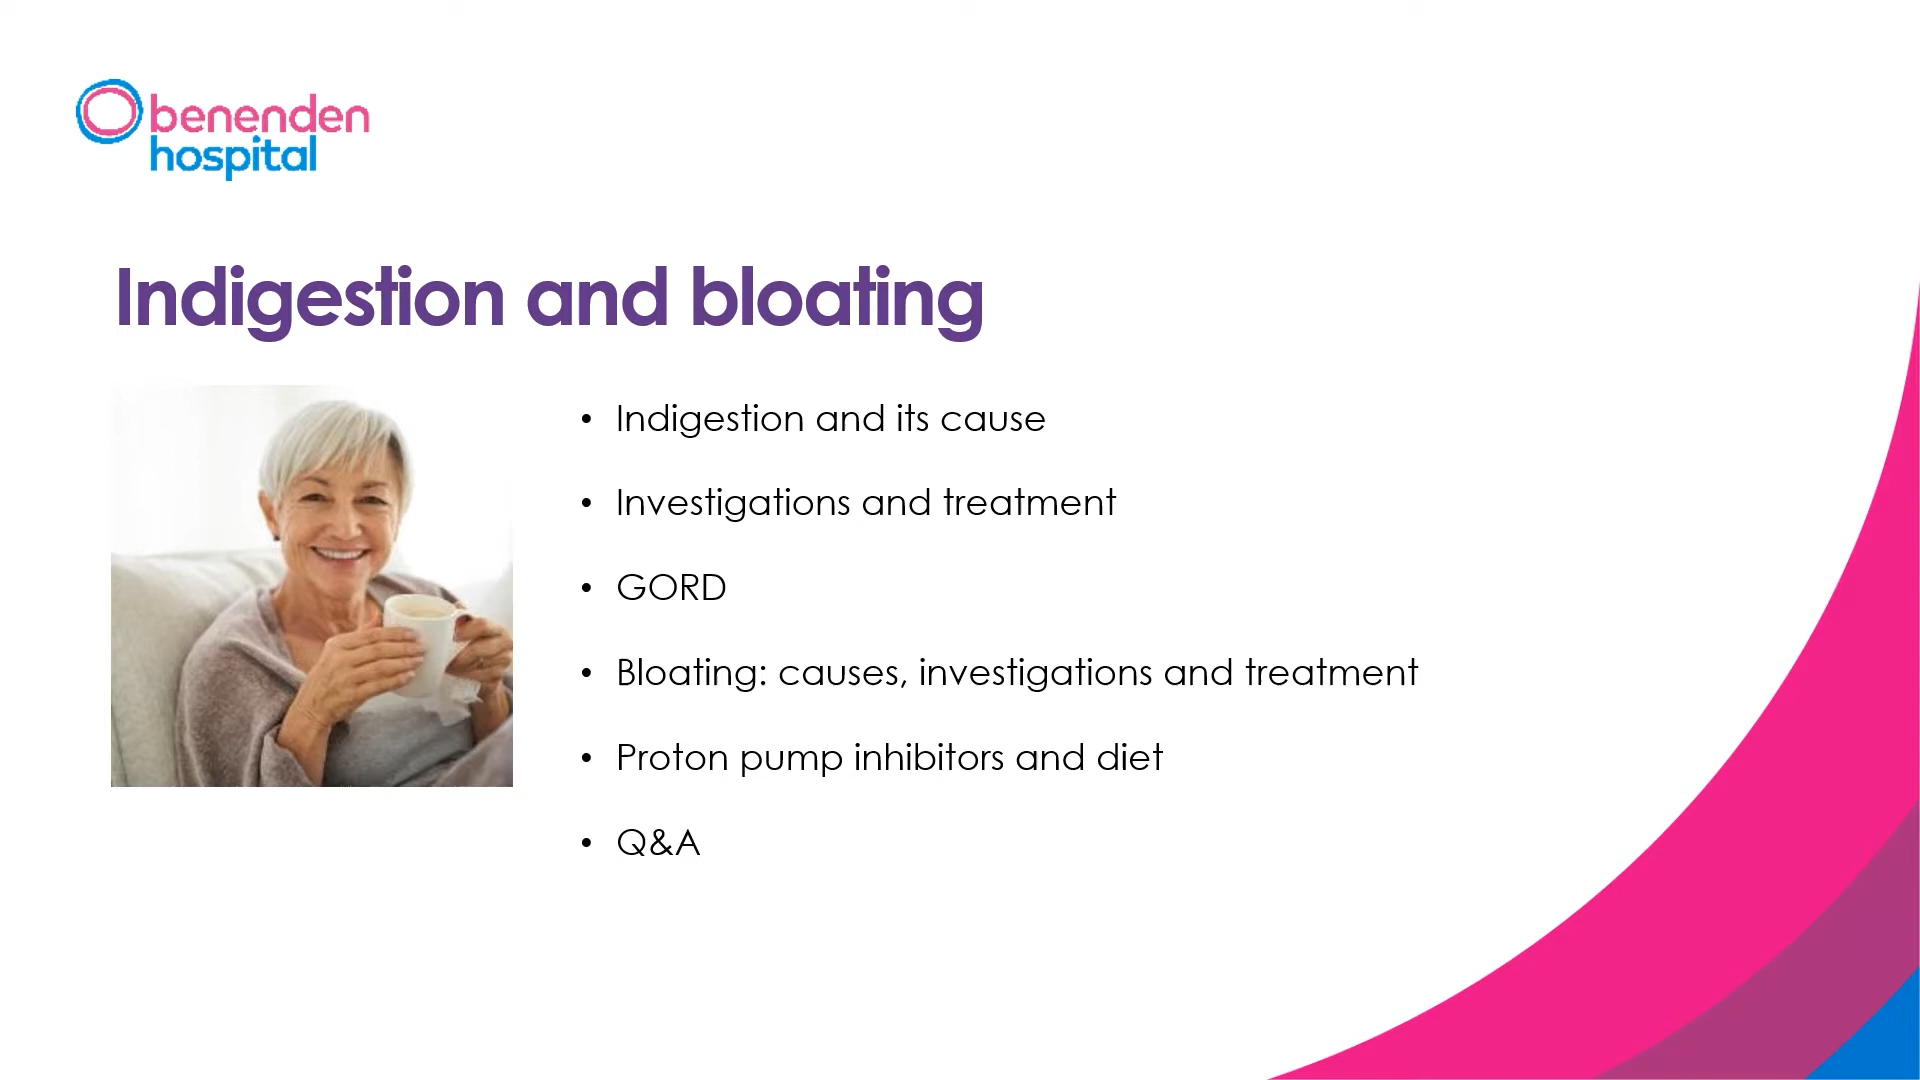 benenden
hospital
Indigestion and bloating
• Indigestion and its cause
• Investigations and treatment
• GORD
• Bloating: causes, investigations and treatment
• Proton pump inhibitors and diet
• Q&A